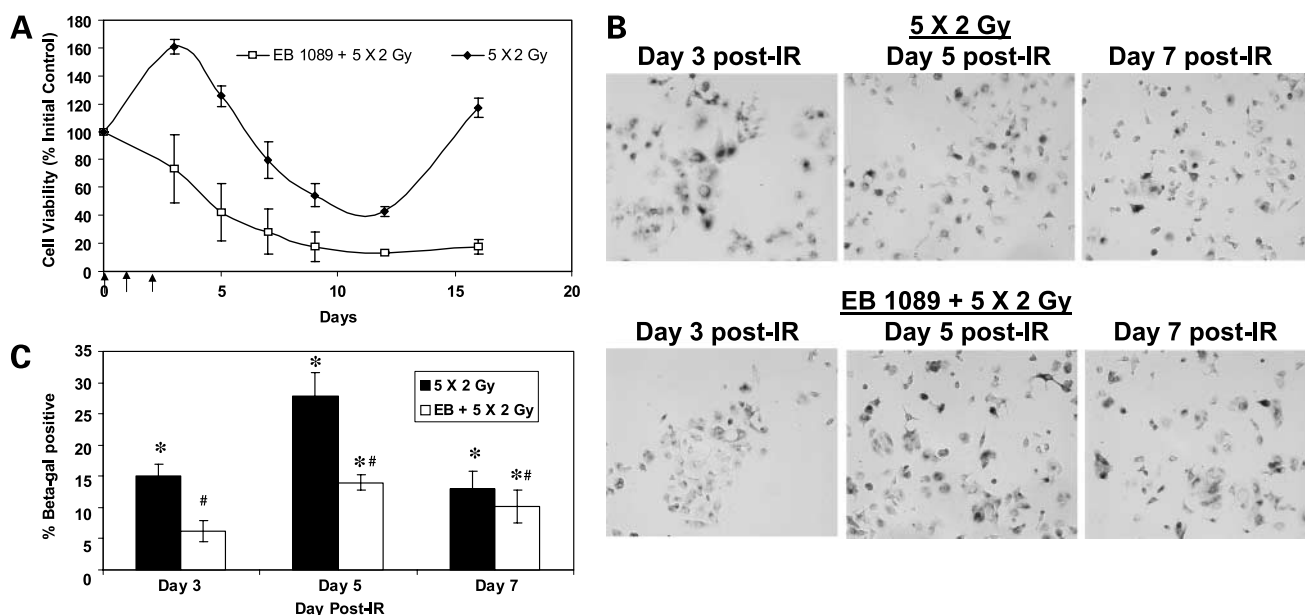 A
Cell Viability (% Initial Control)
180
160
140
120
100
80
60
40
20
0
EB 1089 + 5 X 2 Gy
5 X 2 Gy
0
5
10
15
20
Days
B
5 X 2 Gy
Day 3 post-IR
Day 5 post-IR
Day 7 post-IR
EB 1089 + 5 X 2 Gy
Day 3 post-IR
Day 5 post-IR
Day 7 post-IR
C
% Beta-gal positive
35
30
25
20
15
10
5
0
5 X 2 Gy
EB + 5 X 2 Gy
*
#
*
*#
*
*#
Day 3
Day 5
Day 7
Day Post-IR